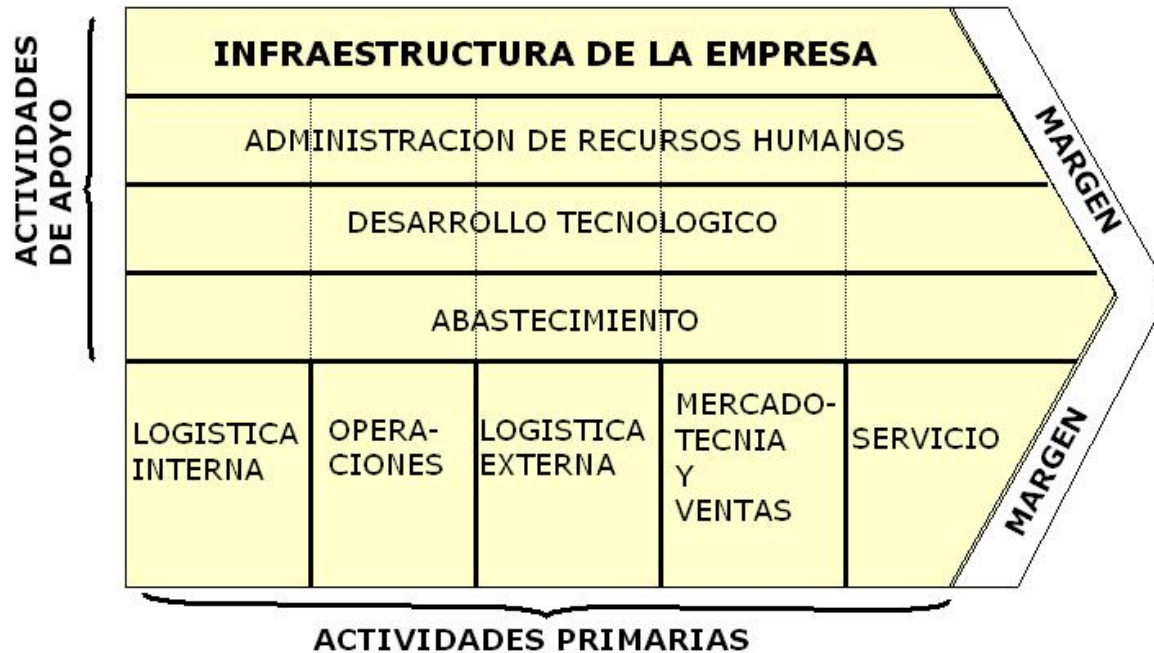 ACTIVIDADES
DE APOYO
INFRAESTRUCTURA DE LA EMPRESA
ADMINISTRACION DE RECURSOS HUMANOS
DESARROLLO TECNOLOGICO
ABASTECIMIENTO
LOGISTICA
INTERNA
OPERA-
CIONES
LOGISTICA
EXTERNA
MERCADO-
TECNIA
Y
VENTAS
SERVICIO
MARGEN
MARGEN
ACTIVIDADES PRIMARIAS